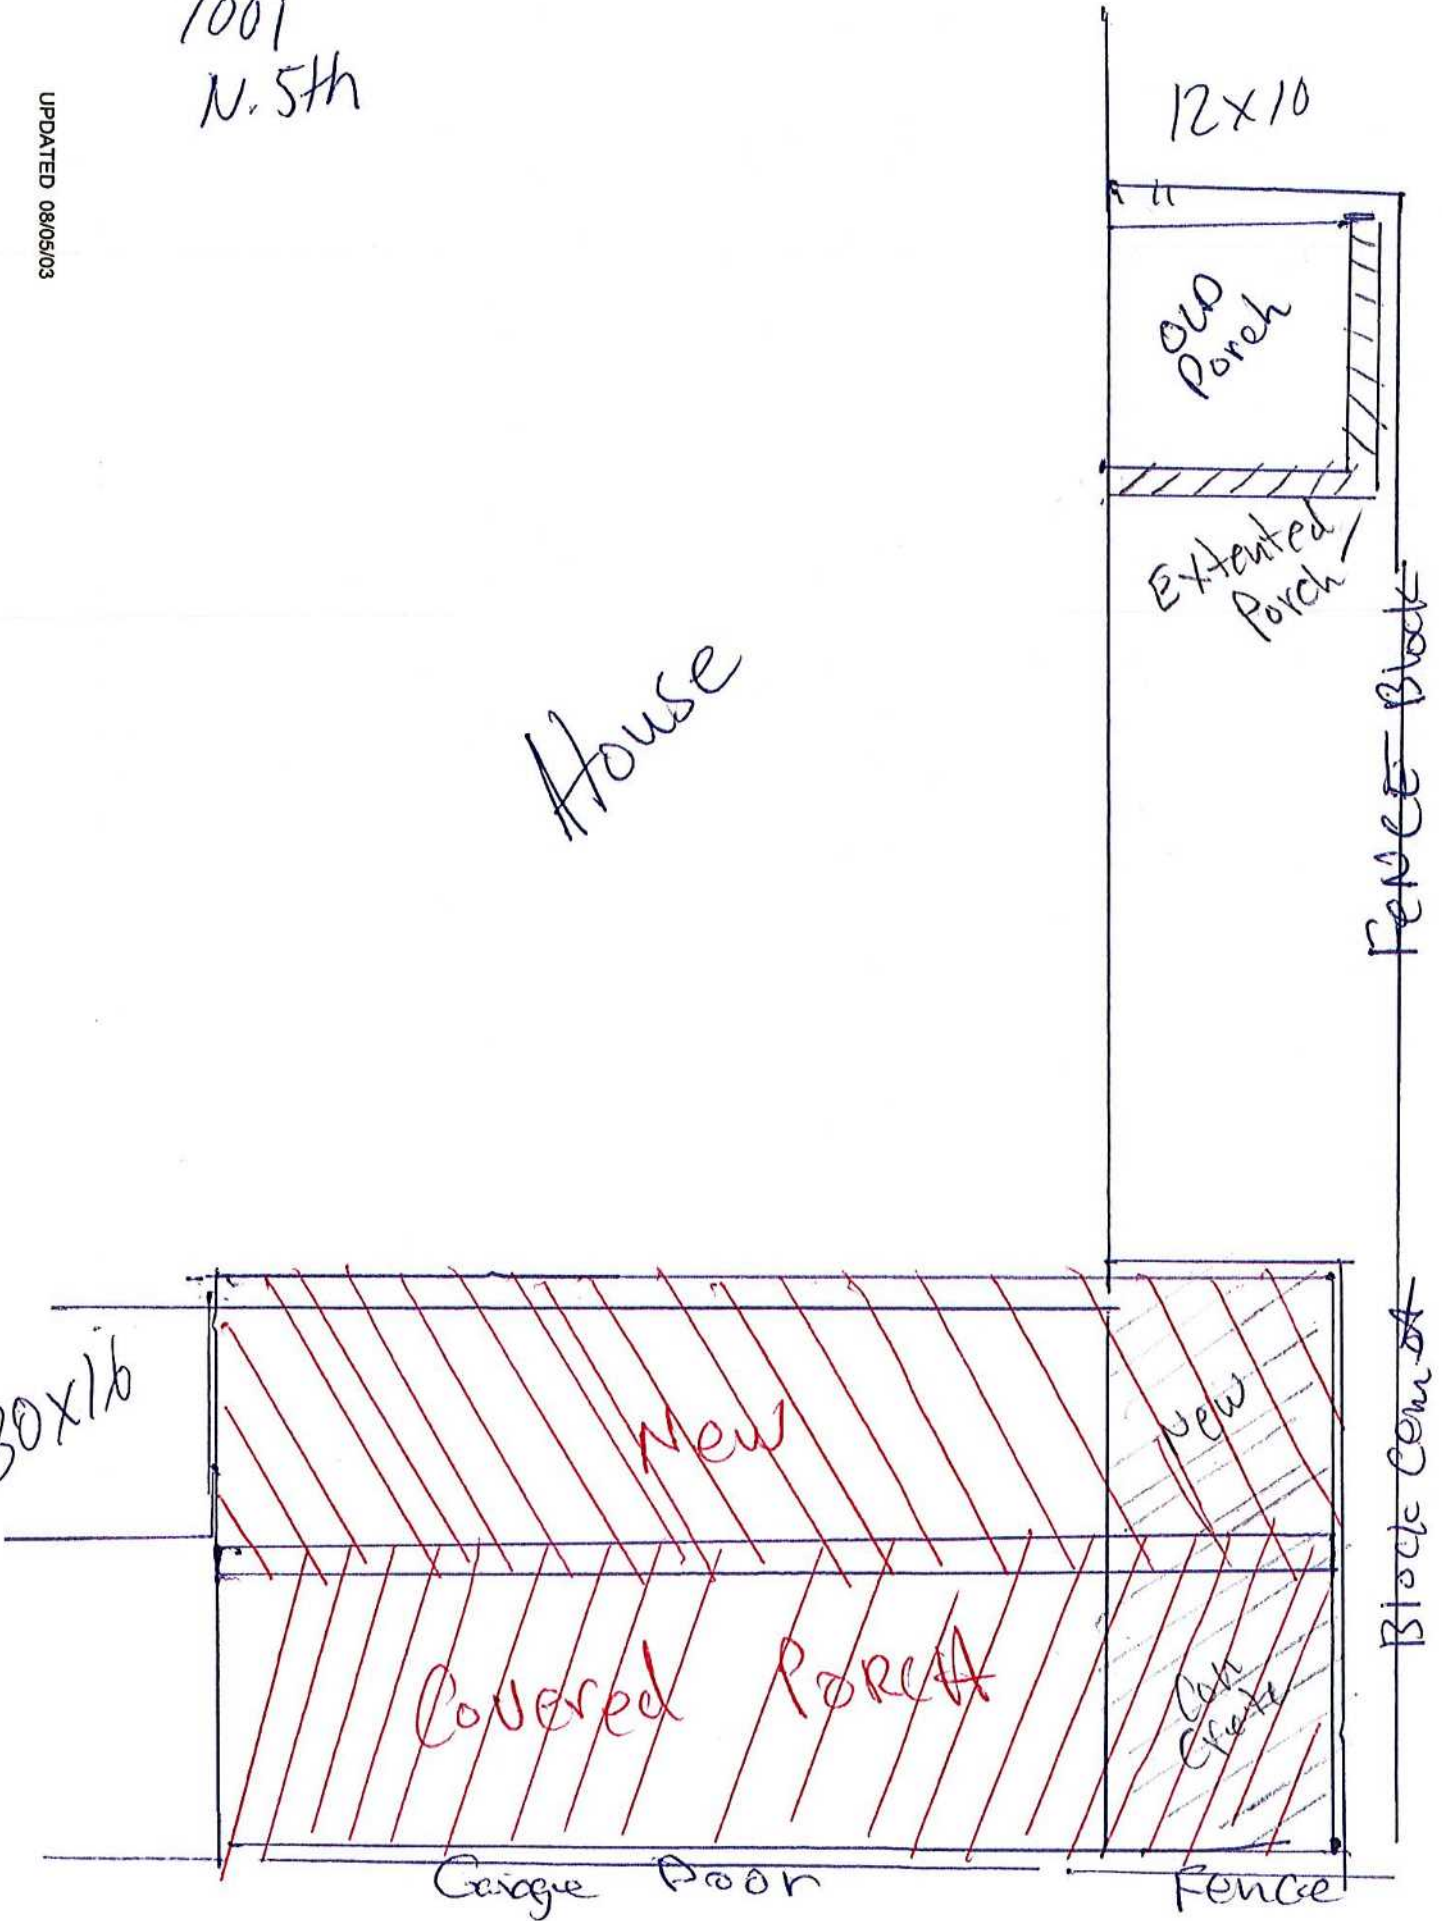 1001
N. 5th
UPDATED 08/05/03
12x10
OLD
Porch
Extented
Porch
FENCE Block
House
30x16
New
New
Covered PORCH
Con
Crete
Block Cement
Garage Door
Fence